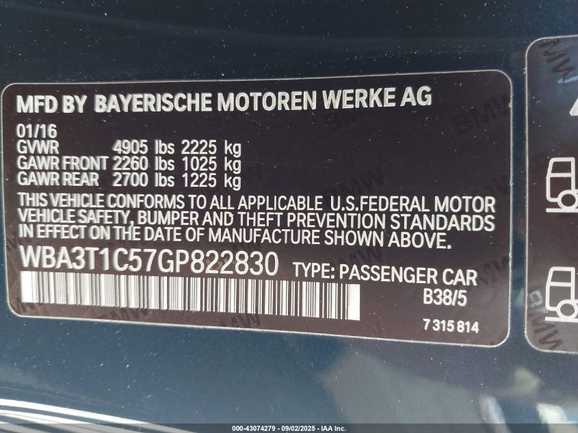 MFD BY BAYERISCHE MOTOREN WERKE AG
01/16
GVWR 4905 lbs 2225 kg
GAWR FRONT 2260 lbs 1025 kg
GAWR REAR 2700 lbs 1225 kg
THIS VEHICLE CONFORMS TO ALL APPLICABLE U.S.FEDERAL MOTOR
VEHICLE SAFETY, BUMPER AND THEFT PREVENTION STANDARDS
IN EFFECT ON THE DATE OF MANUFACTURE SHOWN ABOVE.
WBA3T1C57GP822830 TYPE: PASSENGER CAR
B38/5
7 315 814
000-43074279 - 09/02/2025 - IAA Inc.